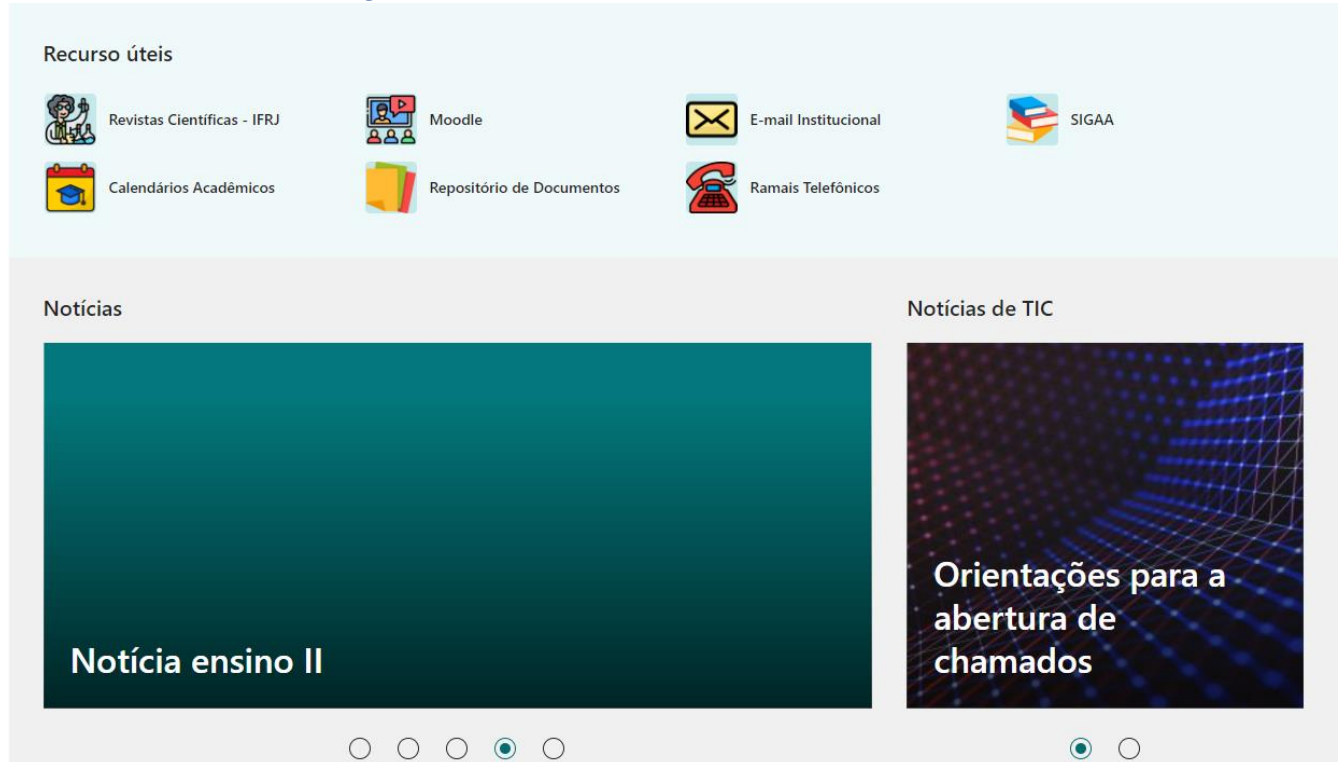 Recurso úteis
Revistas Científicas - IFRJ
Moodle
E-mail Institucional
SIGAA
Calendários Acadêmicos
Repositório de Documentos
Ramais Telefônicos
Notícias
Notícia ensino II
Notícias de TIC
Orientações para a
abertura de
chamados